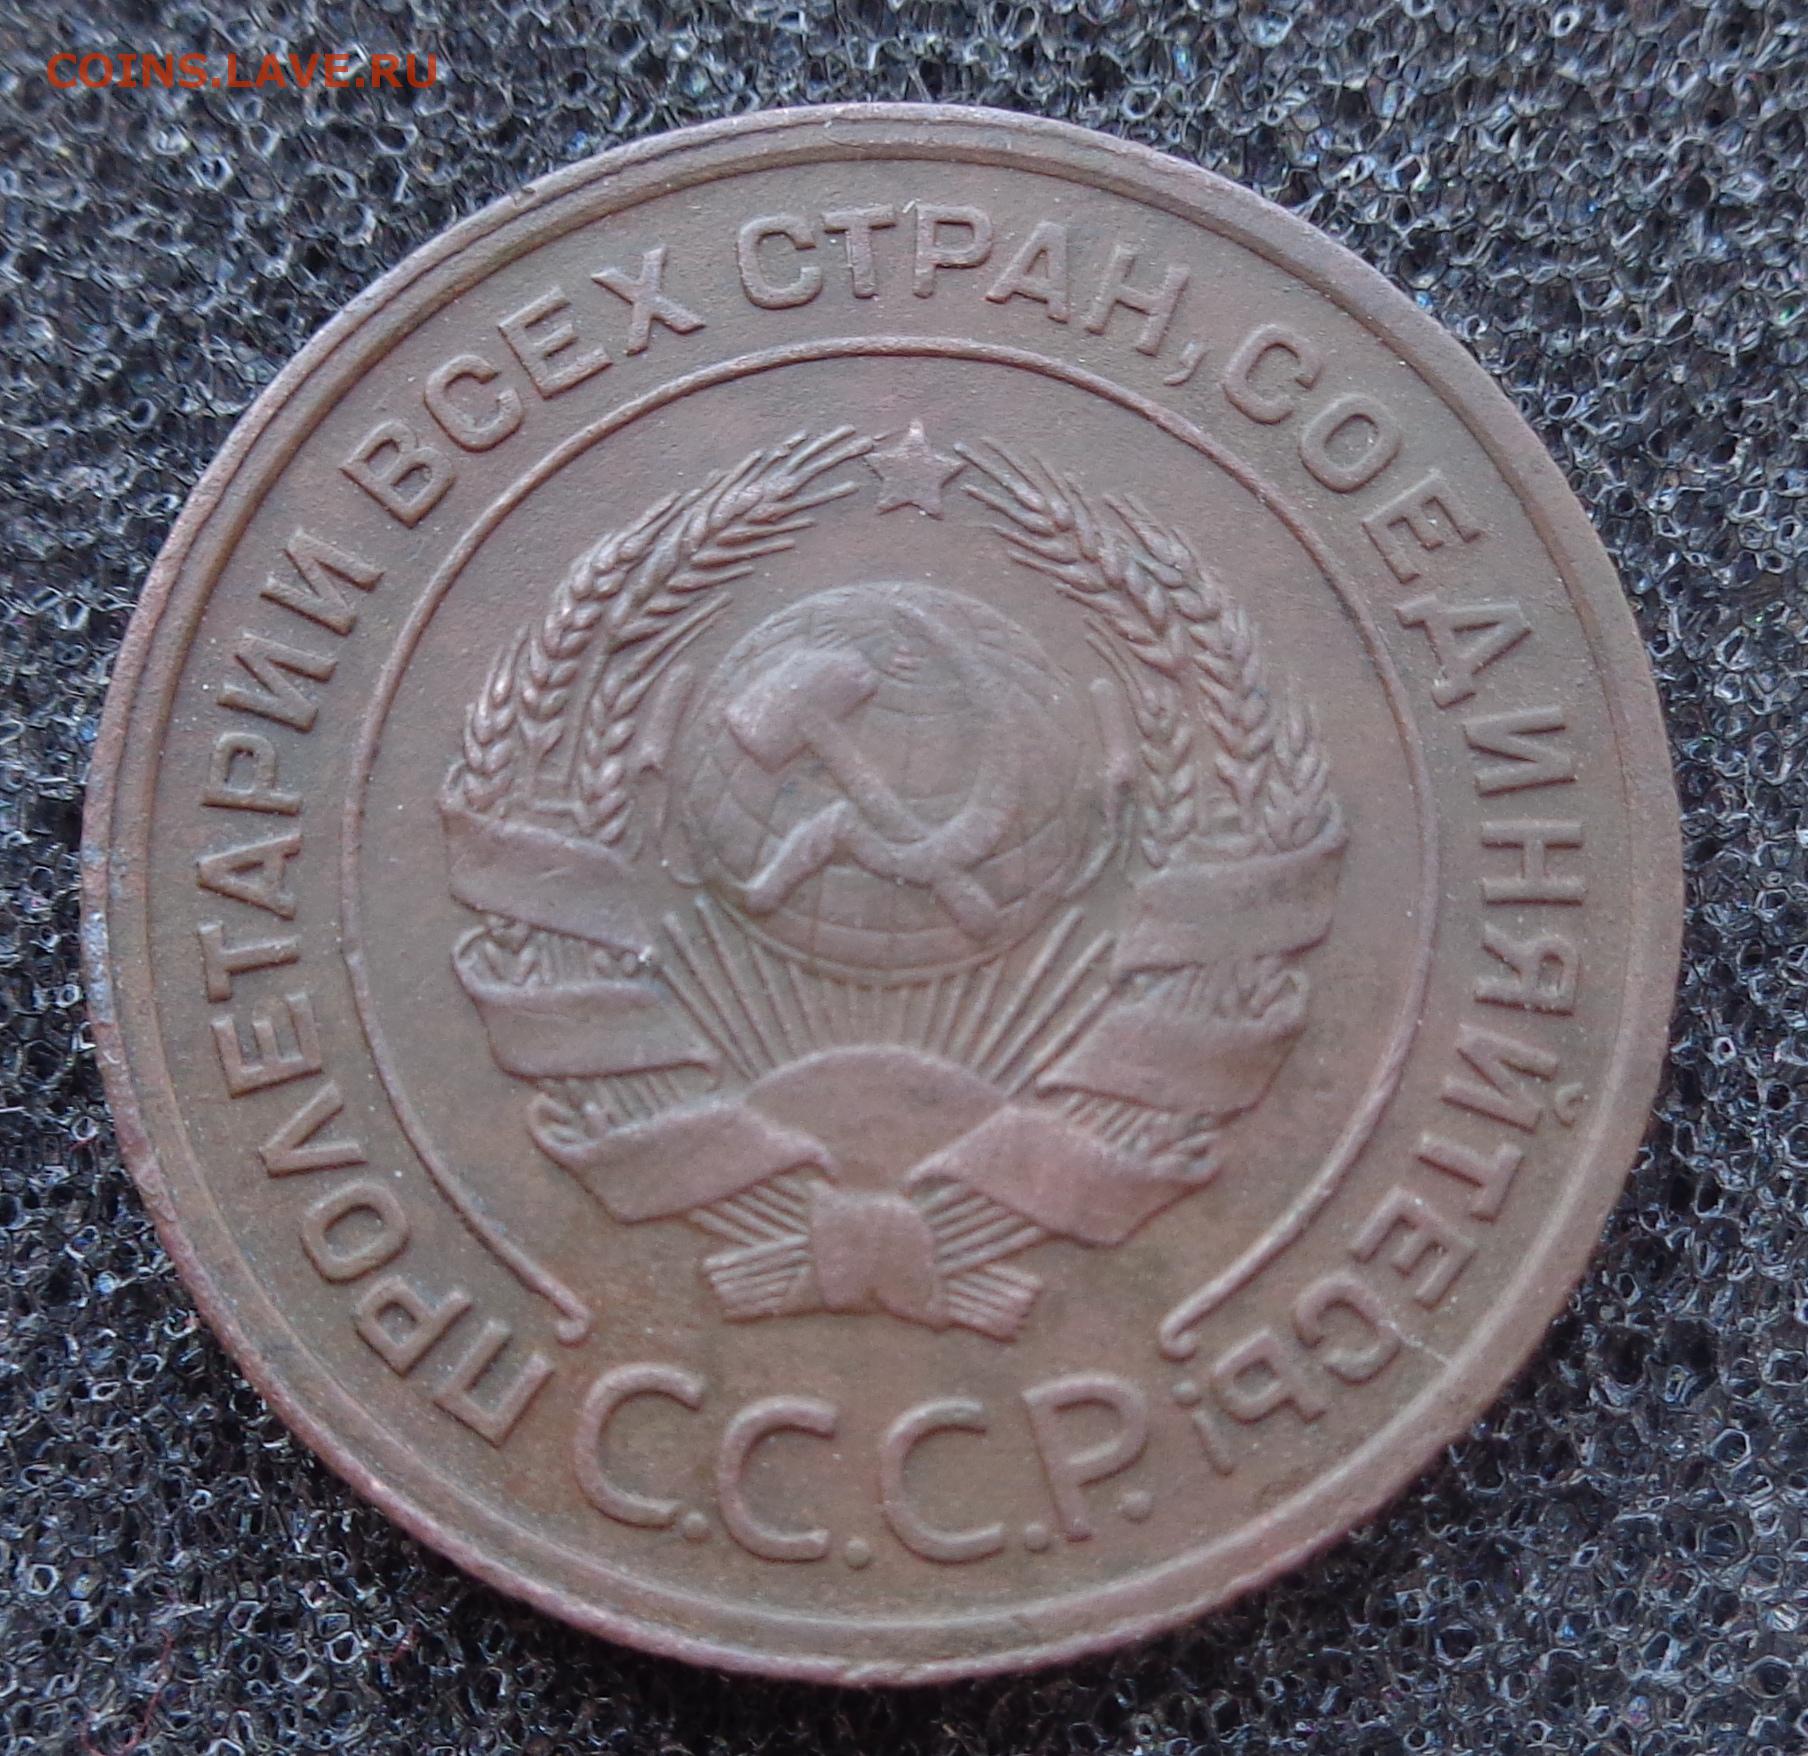 COINS.LAVE.RU
ПРОЛЕТАРИИ ВСЕХ СТРАН, СОЕДИНЯЙТЕСЬ!
С.С.С.Р.